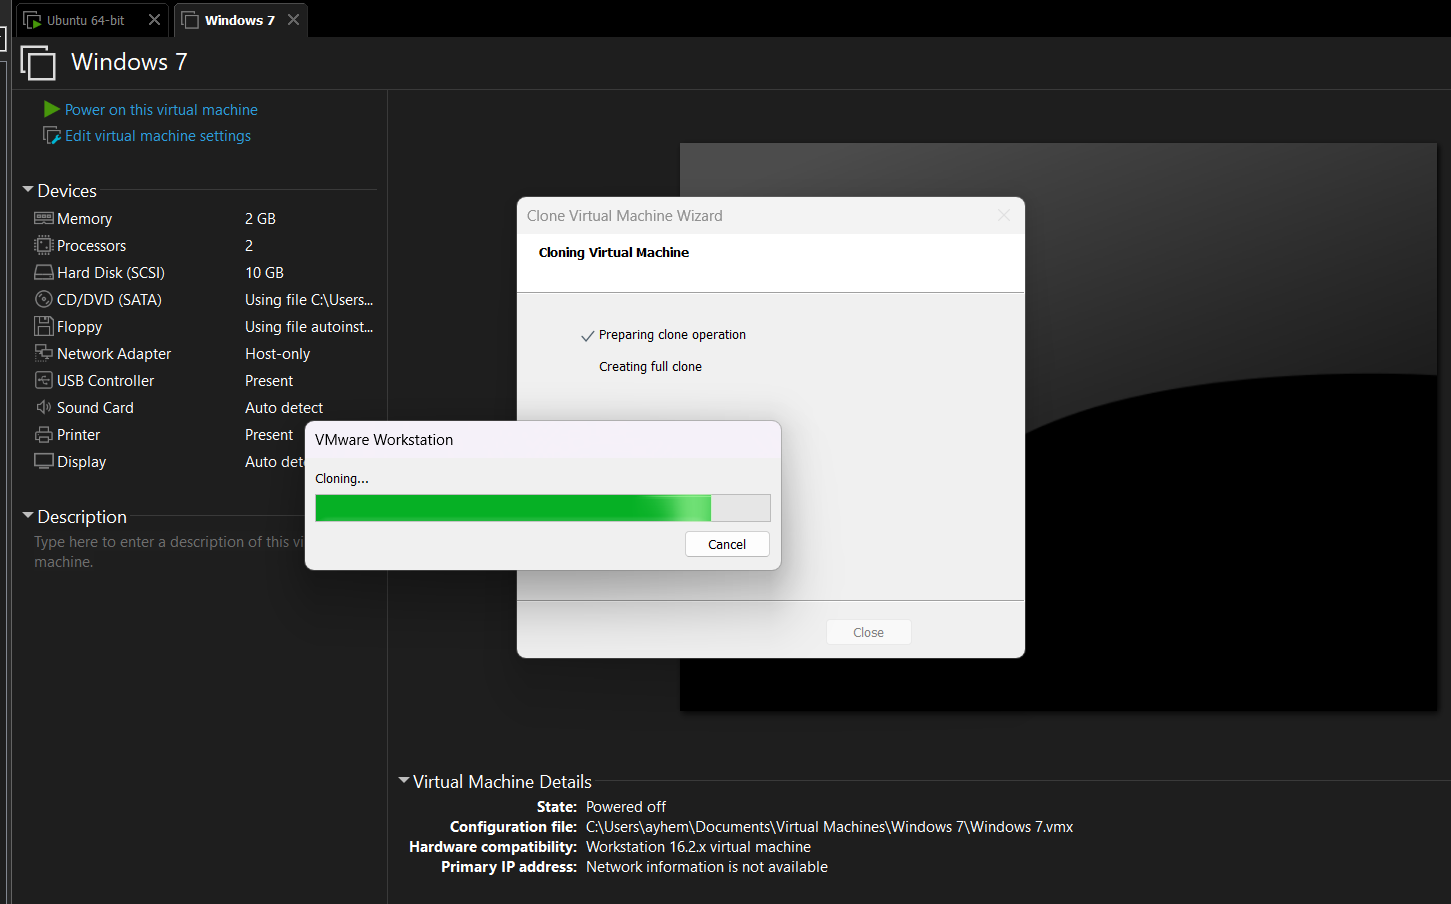 Ubuntu 64-bit
Windows 7
Windows 7
Power on this virtual machine
Edit virtual machine settings
Devices
Memory 2 GB
Processors 2
Hard Disk (SCSI) 10 GB
CD/DVD (SATA) Using file C:\Users...
Floppy Using file autoinst...
Network Adapter Host-only
USB Controller Present
Sound Card Auto detect
Printer Present
Display Auto dete
Description
Type here to enter a description of this vi
machine.
Clone Virtual Machine Wizard
Cloning Virtual Machine
Preparing clone operation
Creating full clone
VMware Workstation
Cloning...
Cancel
Close
Virtual Machine Details
State: Powered off
Configuration file: C:\Users\ayhem\Documents\Virtual Machines\Windows 7\Windows 7.vmx
Hardware compatibility: Workstation 16.2.x virtual machine
Primary IP address: Network information is not available